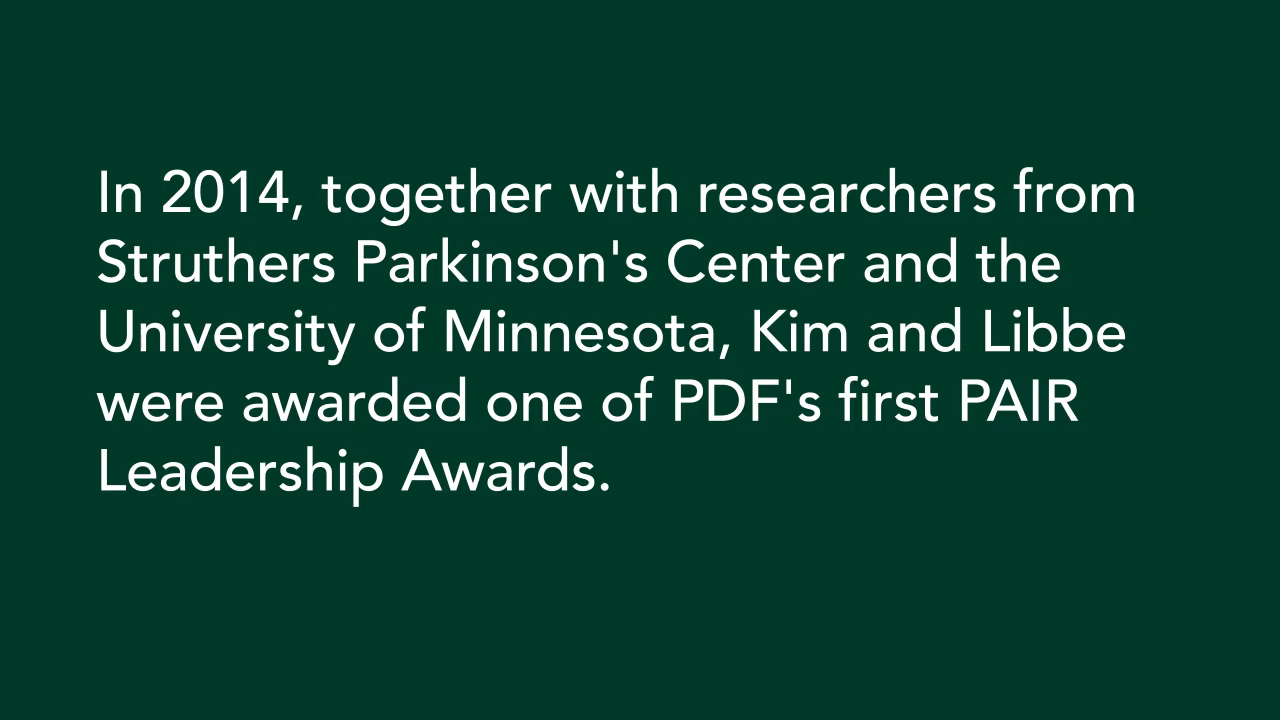 In 2014, together with researchers from
Struthers Parkinson's Center and the
University of Minnesota, Kim and Libbe
were awarded one of PDF's first PAIR
Leadership Awards.